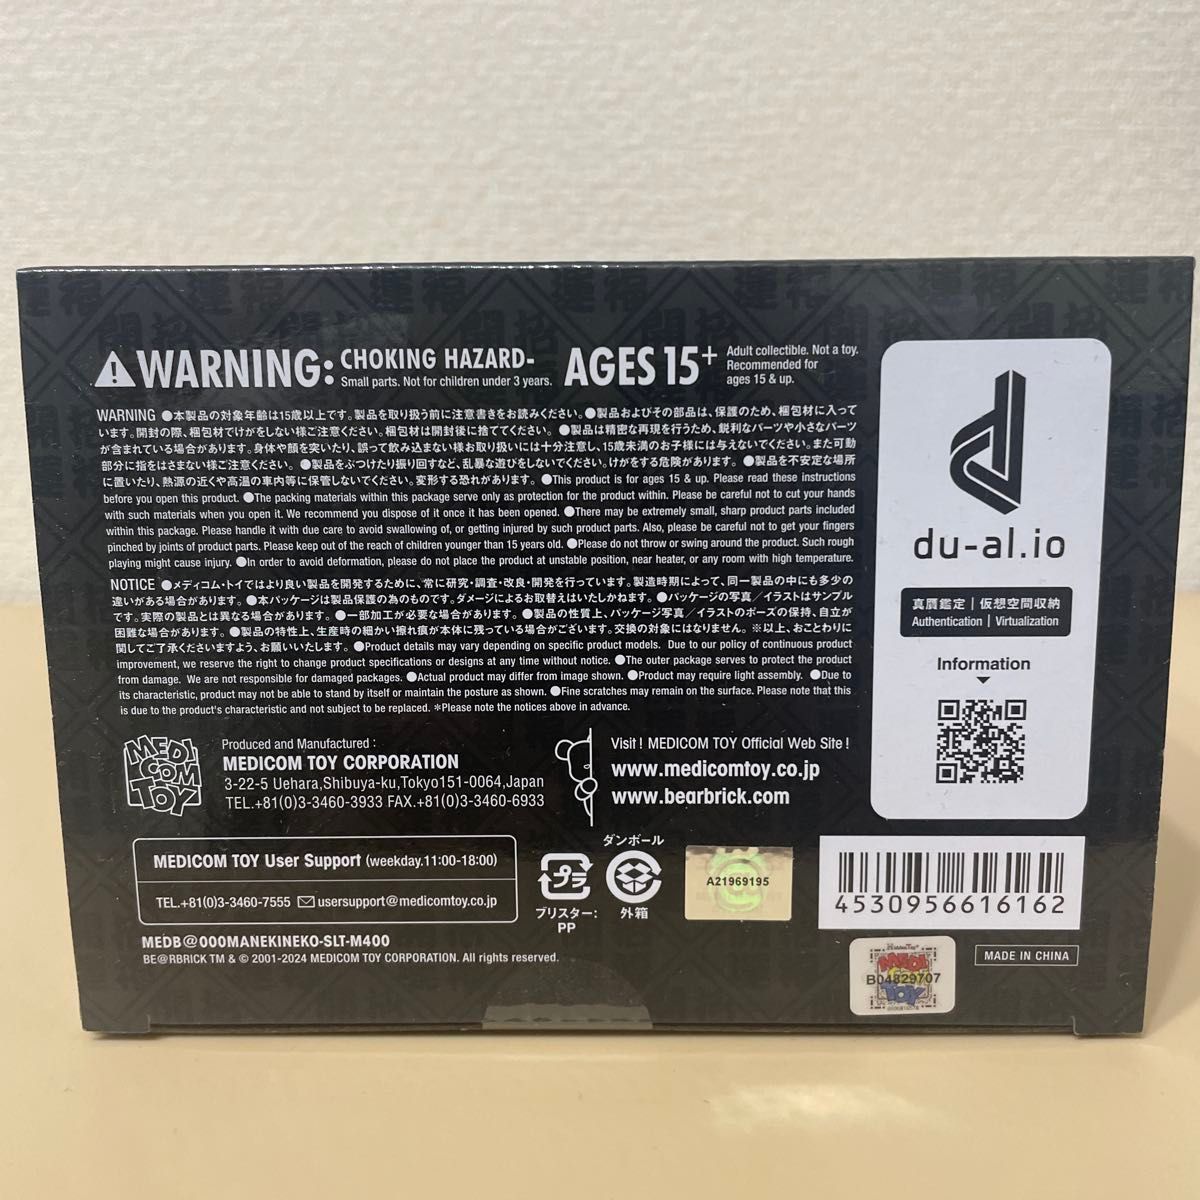 WARNING: CHOKING HAZARD-
Small parts. Not for children under 3 years.
AGES 15+
Adult collectible. Not a toy.
Recommended for
ages 15 & up.
WARNING ●本製品の対象年齢は15歳以上です。製品を取り扱う前に注意書きをお読みください。●製品およびその部品は、保護のため、梱包材に入って
います。開封の際、梱包材でけがをしない様ご注意ください。梱包材は開封後に捨ててください。●製品は精密な再現を行うため、鋭利なパーツや小さなパーツ
が含まれている場合があります。身体や顔を突いたり、誤って飲み込まない様お取り扱いには十分注意し、15歳未満のお子様には与えないでください。また可動
部分に指をはさまない様ご注意ください。●製品をぶつけたり振り回すなど、乱暴な遊びをしないでください。けがをする危険があります。●製品を不安定な場所
に置いたり、熱源の近くや高温の車内等に保管しないでください。変形する恐れがあります。●This product is for ages 15 & up. Please read these instructions
before you open this product. ●The packing materials within this package serve only as protection for the product within. Please be careful not to cut your hands
with such materials when you open it. We recommend you dispose of it once it has been opened. ●There may be extremely small, sharp product parts included
within this package. Please handle it with due care to avoid swallowing of, or getting injured by such product parts. Also, please be careful not to get your fingers
pinched by joints of product parts. Please keep out of the reach of children younger than 15 years old. ●Please do not throw or swing around the product. Such rough
playing might cause injury. ●In order to avoid deformation, please do not place the product at unstable position, near heater, or any room with high temperature.
NOTICE ●メディコム・トイではより良い製品を開発するために、常に研究・調査・改良・開発を行っています。製造時期によって、同一製品の中にも多少の
違いがある場合があります。●本パッケージは製品保護の為のものです。ダメージによるお取替えはいたしかねます。●パッケージの写真／イラストはサンプル
です。実際の製品とは異なる場合があります。●一部加工が必要な場合があります。●製品の性質上、パッケージ写真／イラストのポーズの保持、自立が
困難な場合があります。●製品の特性上、生産時の細かい擦れ痕が本体に残っている場合がございます。交換の対象にはなりません。※以上、おことわりに
関してご了承くださいますよう、お願いいたします。●Product details may vary depending on specific product models. Due to our policy of continuous product
improvement, we reserve the right to change product specifications or designs at any time without notice. ●The outer package serves to protect the product
from damage. We are not responsible for damaged packages. ●Actual product may differ from image shown. ●Product may require light assembly. ●Due to
its characteristic, product may not be able to stand by itself or maintain the posture as shown. ●Fine scratches may remain on the surface. Please note that this
is due to the product's characteristic and not subject to be replaced. ※Please note the notices above in advance.
MEDI
COM
TOY
Produced and Manufactured :
MEDICOM TOY CORPORATION
3-22-5 Uehara,Shibuya-ku,Tokyo151-0064,Japan
TEL.+81(0)3-3460-3933 FAX.+81(0)3-3460-6933
Visit ! MEDICOM TOY Official Web Site !
www.medicomtoy.co.jp
www.bearbrick.com
MEDICOM TOY User Support (weekday.11:00-18:00)
TEL.+81(0)3-3460-7555 usersupport@medicomtoy.co.jp
プラ
ブリスター:
PP
ダンボール
外箱
A21969195
MEDB@000MANEKINEKO-SLT-M400
BE@RBRICK TM & © 2001-2024 MEDICOM TOY CORPORATION. All rights reserved.
du-al.io
真贋鑑定 | 仮想空間収納
Authentication | Virtualization
Information
4530956616162
MEDI
TOY
B04829707
MADE IN CHINA